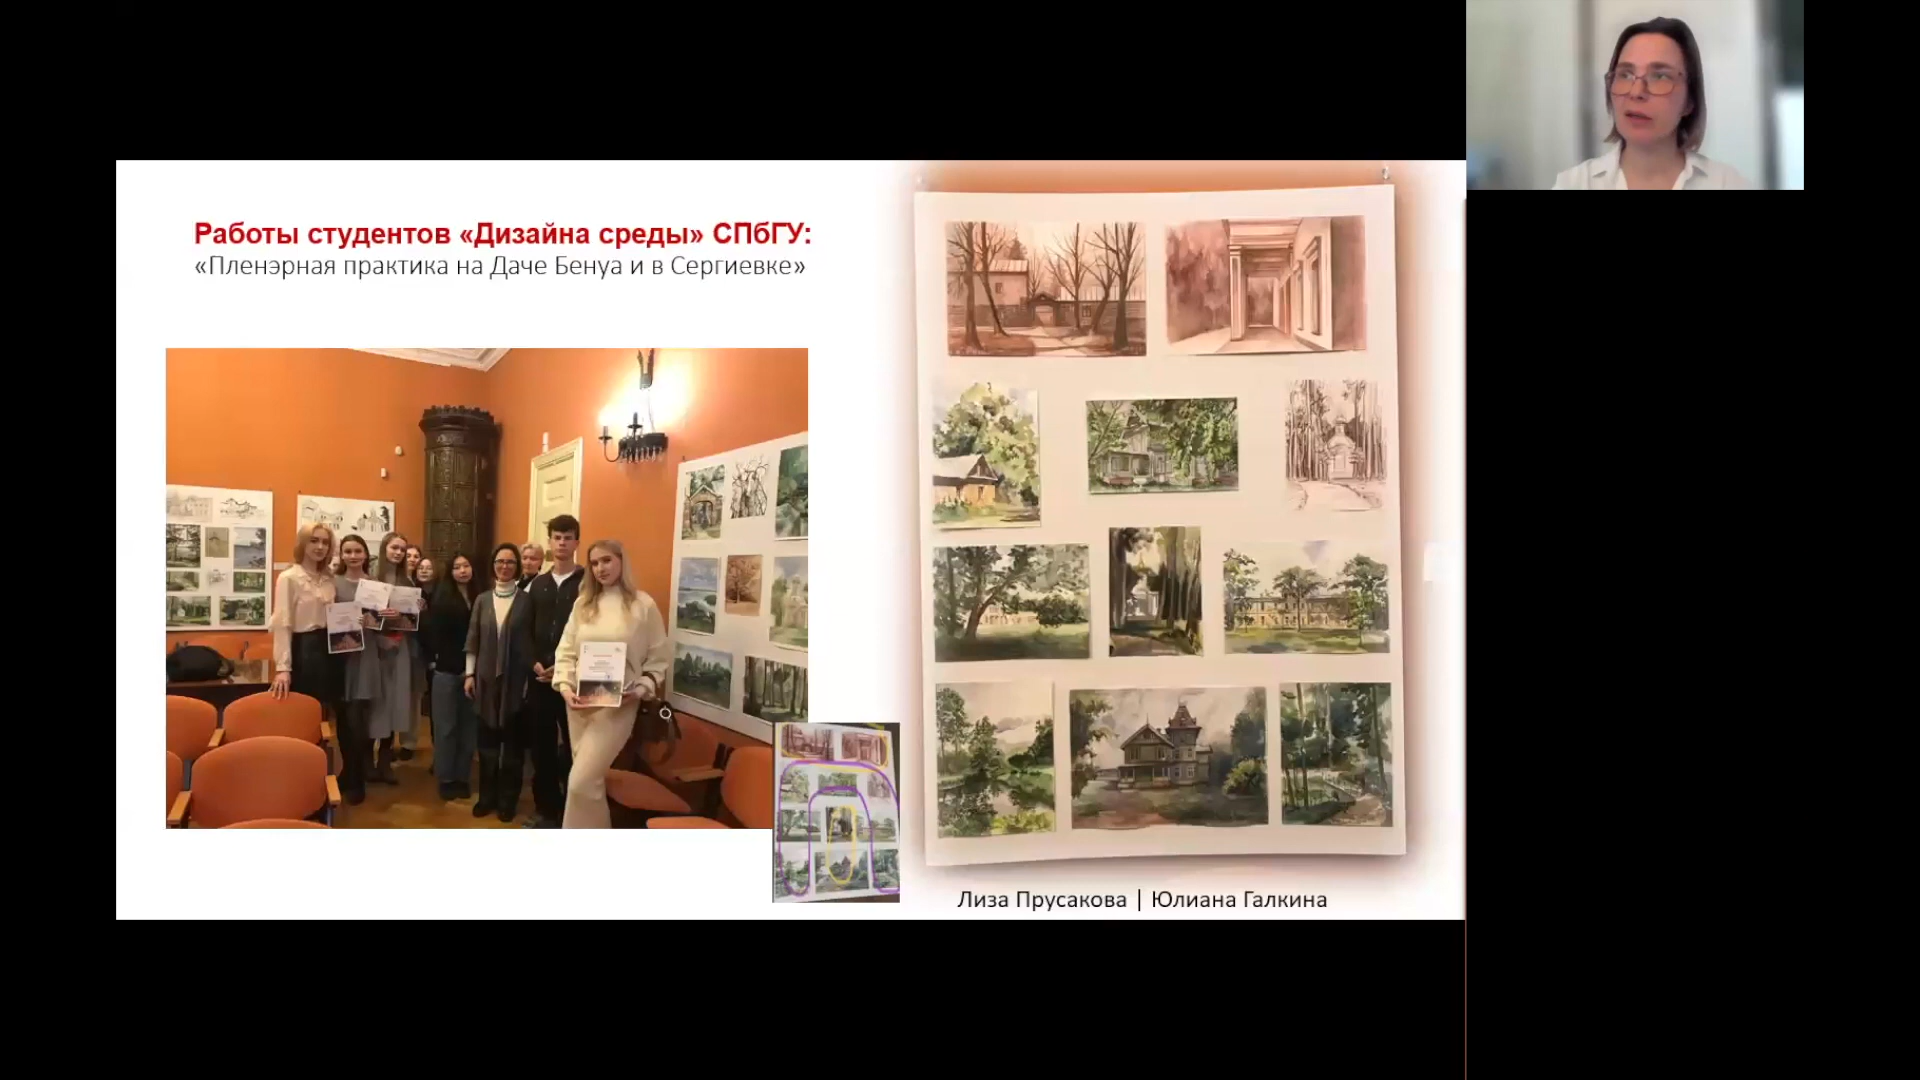 Работы студентов «Дизайна среды» СПбГУ:
«Пленэрная практика на Даче Бенуа и в Сергиевке»
Лиза Прусакова | Юлиана Галкина